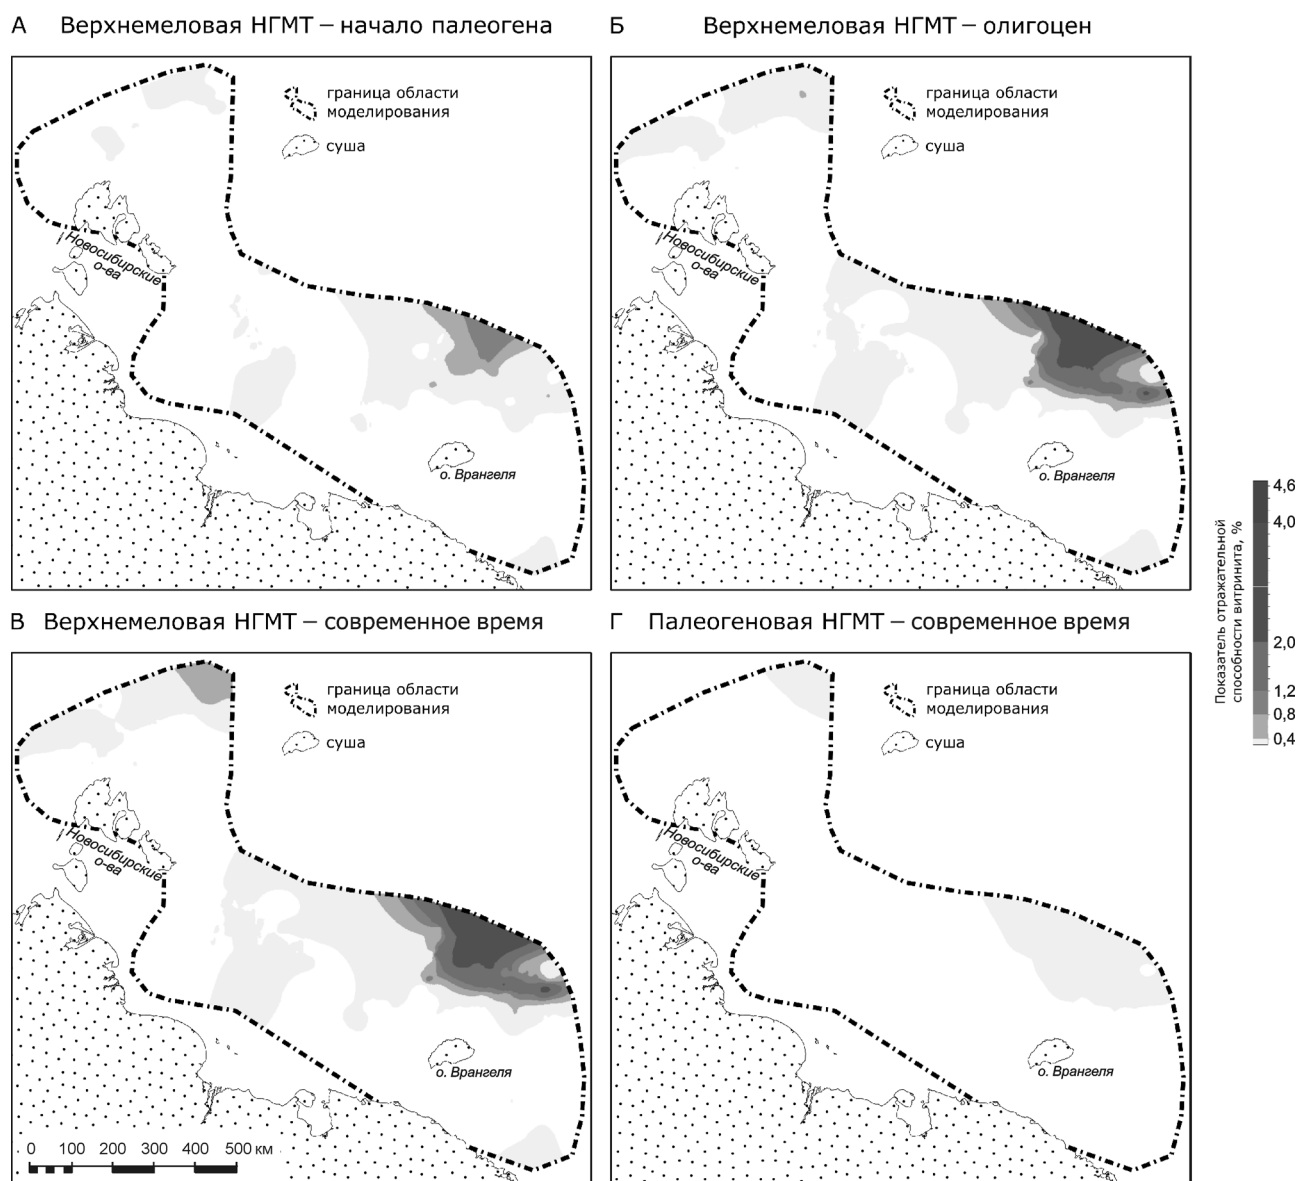 А Верхнемеловая НГМТ – начало палеогена
граница области
моделирования
суша
Новосибирские
о-ва
о. Врангеля
Б Верхнемеловая НГМТ – олигоцен
граница области
моделирования
суша
Новосибирские
о-ва
о. Врангеля
В Верхнемеловая НГМТ – современное время
граница области
моделирования
суша
Новосибирские
о-ва
о. Врангеля
0 100 200 300 400 500 км
Г Палеогеновая НГМТ – современное время
граница области
моделирования
суша
Новосибирские
о-ва
о. Врангеля
Показатель отражательной
способности витринита, %
4,6
4,0
2,0
1,2
0,8
0,4